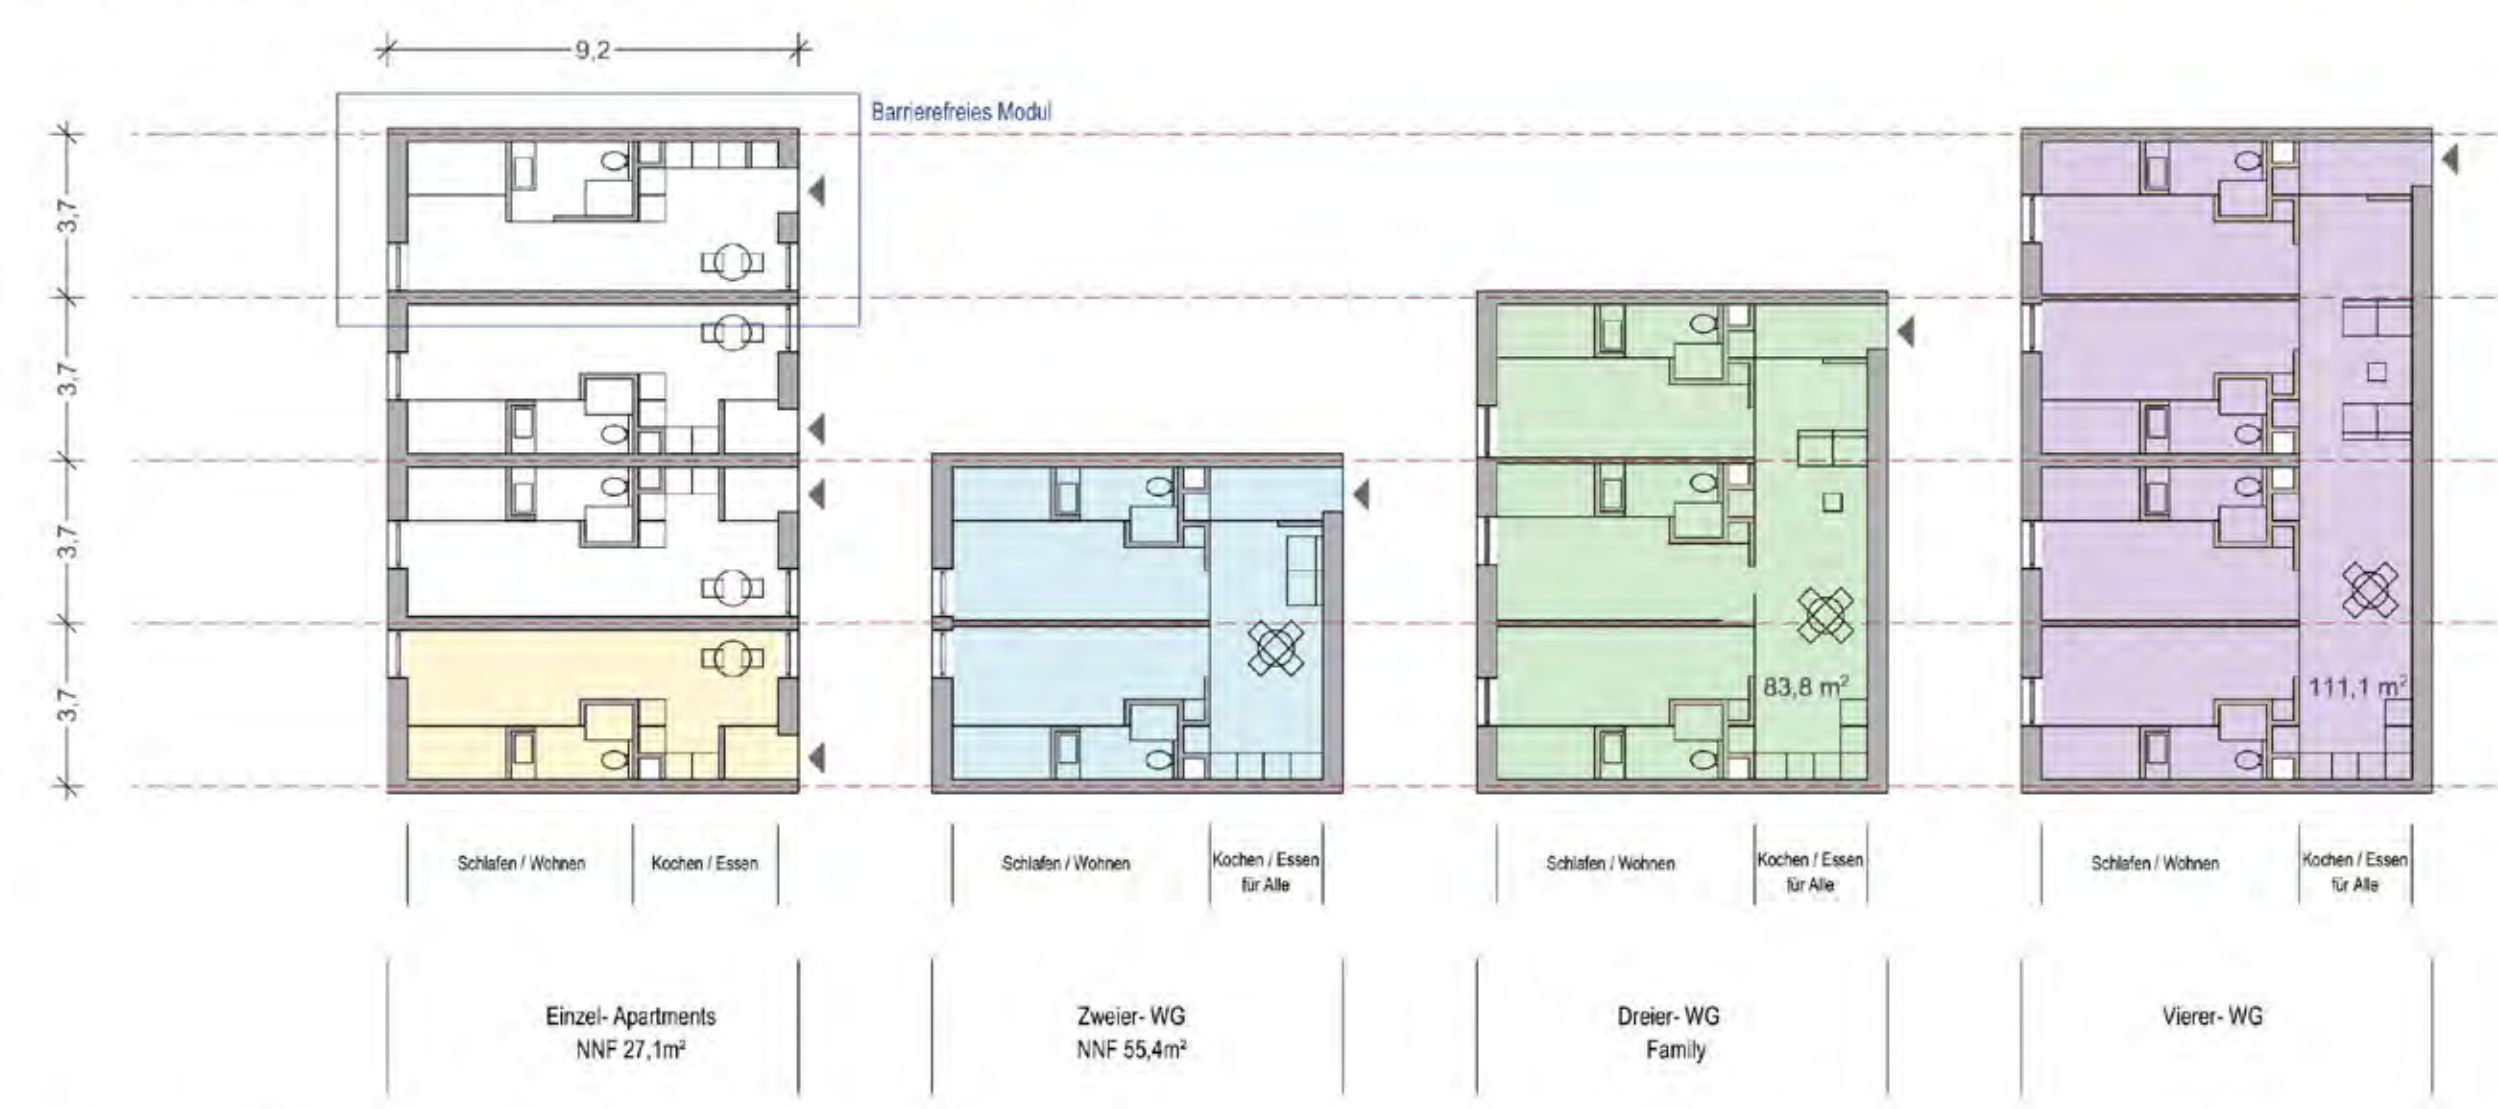 9,2
Barrierefreies Modul
3,7
3,7
3,7
3,7
83,8 m²
111,1 m²
Schlafen / Wohnen
Kochen / Essen
Schlafen / Wohnen
Kochen / Essen
für Alle
Schlafen / Wohnen
Kochen / Essen
für Alle
Schlafen / Wohnen
Kochen / Essen
für Alle
Einzel- Apartments
NNF 27,1m²
Zweier- WG
NNF 55,4m²
Dreier- WG
Family
Vierer- WG